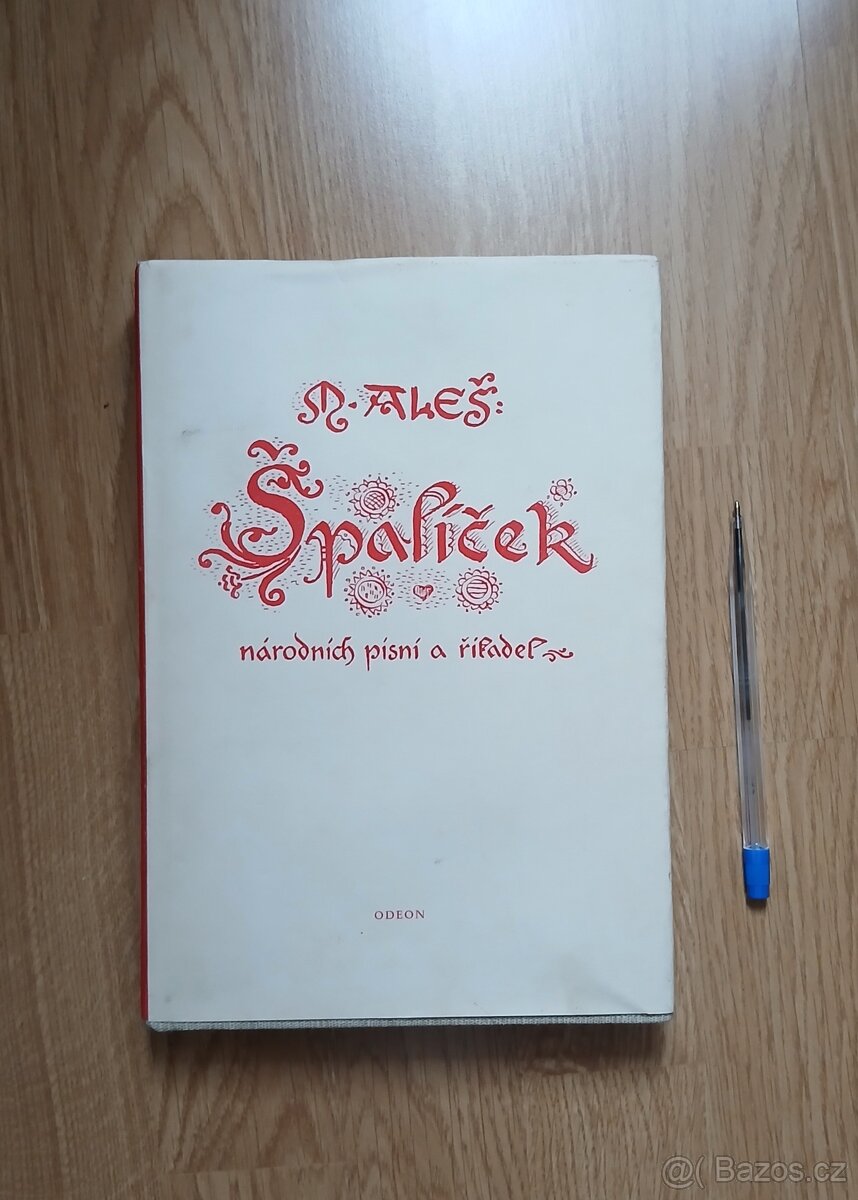 M. ALEŠ:
Špalíček
národních písní a říkadel
ODEON
@( Bazos.cz